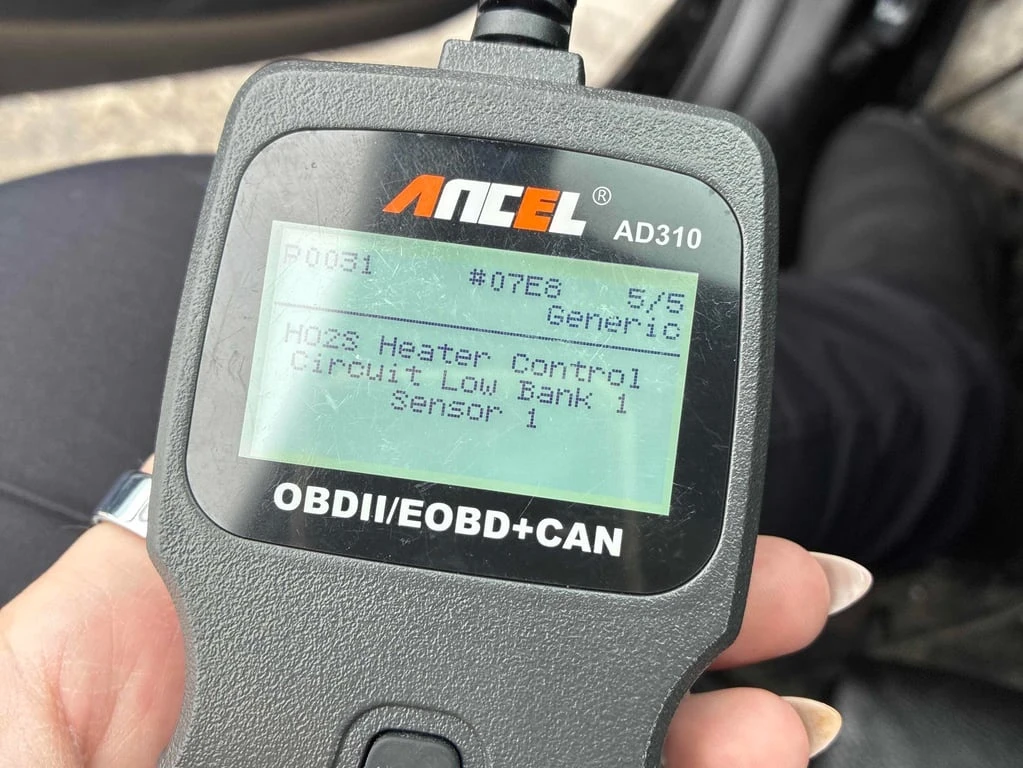 ANCEL®
AD310
P0031 #07E8 5/5
Generic
HO2S Heater Control
Circuit Low Bank 1
Sensor 1
OBDII/EOBD+CAN